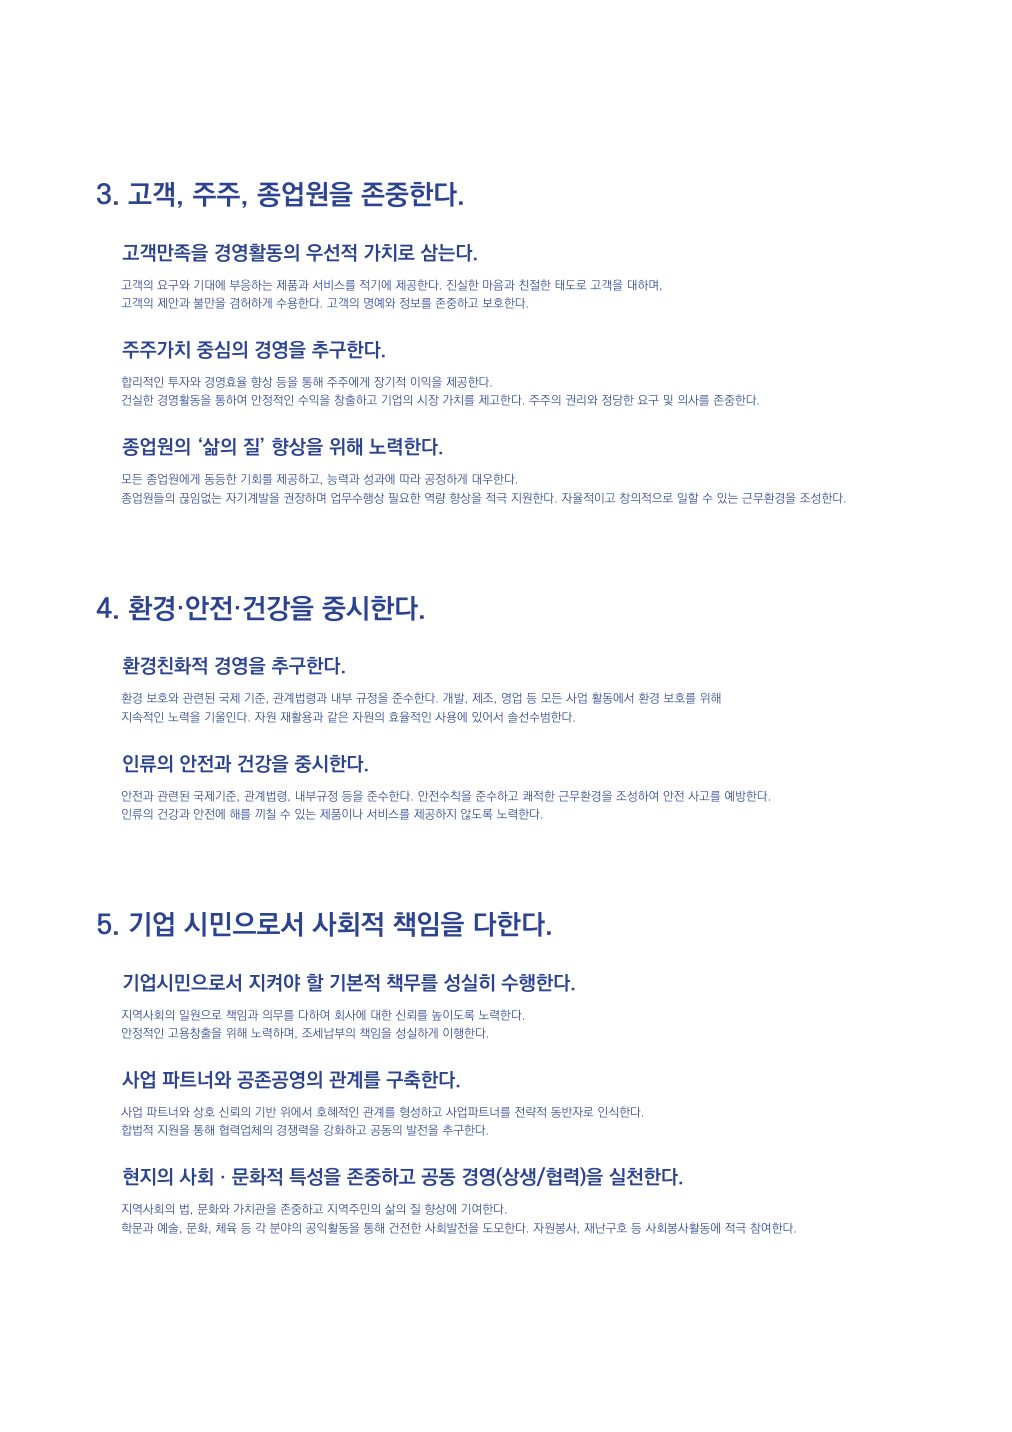 3. 고객, 주주, 종업원을 존중한다.
고객만족을 경영활동의 우선적 가치로 삼는다.
고객의 요구와 기대에 부응하는 제품과 서비스를 적기에 제공한다. 진실한 마음과 친절한 태도로 고객을 대하며,
고객의 제안과 불만을 겸허하게 수용한다. 고객의 명예와 정보를 존중하고 보호한다.
주주가치 중심의 경영을 추구한다.
합리적인 투자와 경영효율 향상 등을 통해 주주에게 장기적 이익을 제공한다.
건실한 경영활동을 통하여 안정적인 수익을 창출하고 기업의 시장 가치를 제고한다. 주주의 권리와 정당한 요구 및 의사를 존중한다.
종업원의 ‘삶의 질’ 향상을 위해 노력한다.
모든 종업원에게 동등한 기회를 제공하고, 능력과 성과에 따라 공정하게 대우한다.
종업원들의 끊임없는 자기계발을 권장하며 업무수행상 필요한 역량 향상을 적극 지원한다. 자율적이고 창의적으로 일할 수 있는 근무환경을 조성한다.
4. 환경·안전·건강을 중시한다.
환경친화적 경영을 추구한다.
환경 보호와 관련된 국제 기준, 관계법령과 내부 규정을 준수한다. 개발, 제조, 영업 등 모든 사업 활동에서 환경 보호를 위해
지속적인 노력을 기울인다. 자원 재활용과 같은 자원의 효율적인 사용에 있어서 솔선수범한다.
인류의 안전과 건강을 중시한다.
안전과 관련된 국제기준, 관계법령, 내부규정 등을 준수한다. 안전수칙을 준수하고 쾌적한 근무환경을 조성하여 안전 사고를 예방한다.
인류의 건강과 안전에 해를 끼칠 수 있는 제품이나 서비스를 제공하지 않도록 노력한다.
5. 기업 시민으로서 사회적 책임을 다한다.
기업시민으로서 지켜야 할 기본적 책무를 성실히 수행한다.
지역사회의 일원으로 책임과 의무를 다하여 회사에 대한 신뢰를 높이도록 노력한다.
안정적인 고용창출을 위해 노력하며, 조세납부의 책임을 성실하게 이행한다.
사업 파트너와 공존공영의 관계를 구축한다.
사업 파트너와 상호 신뢰의 기반 위에서 호혜적인 관계를 형성하고 사업파트너를 전략적 동반자로 인식한다.
합법적 지원을 통해 협력업체의 경쟁력을 강화하고 공동의 발전을 추구한다.
현지의 사회 · 문화적 특성을 존중하고 공동 경영(상생/협력)을 실천한다.
지역사회의 법, 문화와 가치관을 존중하고 지역주민의 삶의 질 향상에 기여한다.
학문과 예술, 문화, 체육 등 각 분야의 공익활동을 통해 건전한 사회발전을 도모한다. 자원봉사, 재난구호 등 사회봉사활동에 적극 참여한다.